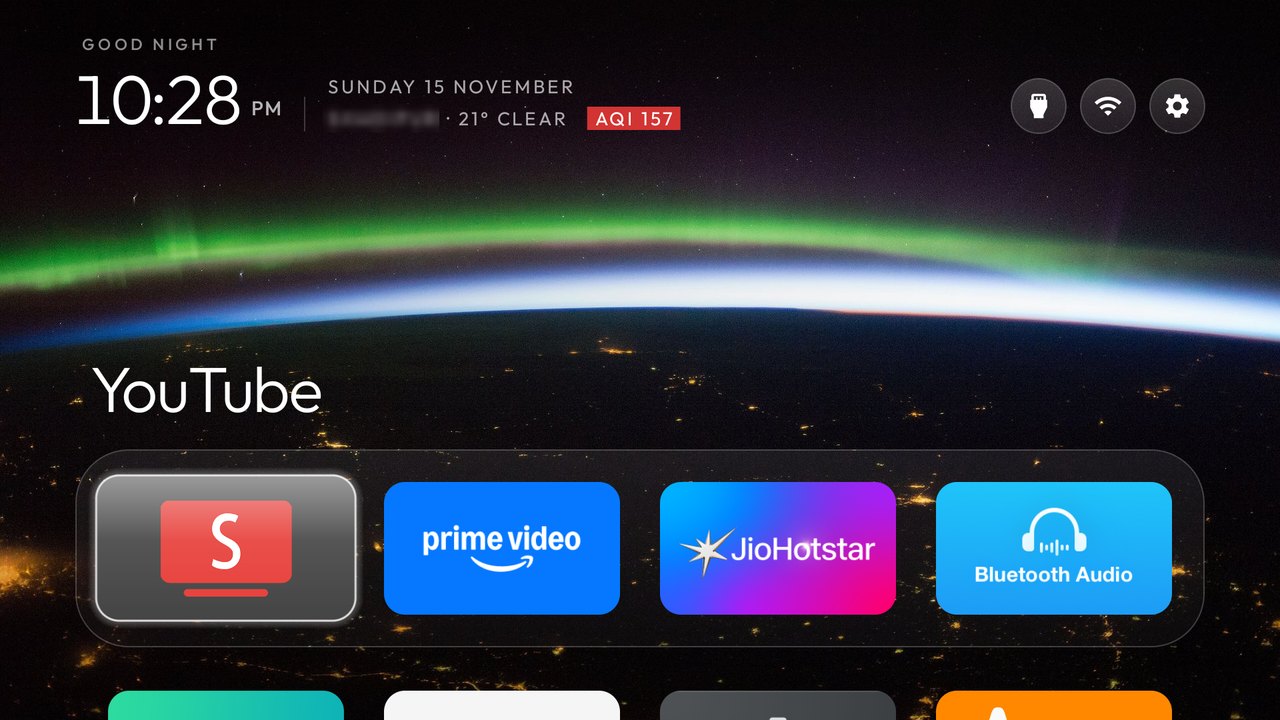 GOOD NIGHT
10:28 PM
SUNDAY 15 NOVEMBER
· 21° CLEAR AQI 157
YouTube
S
prime video
JioHotstar
Bluetooth Audio